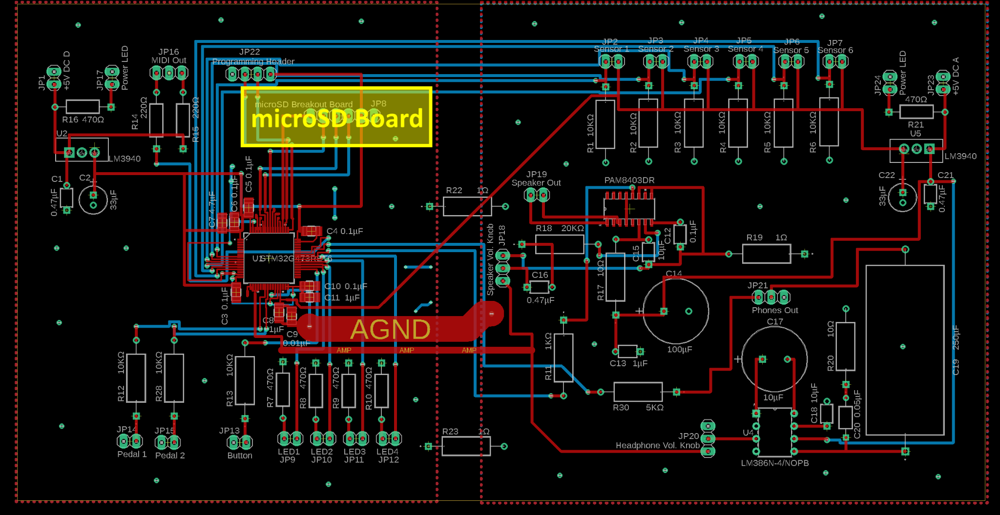 JP1
+5V DC D
JP17
Power LED
JP16
MIDI Out
JP22
Programming Header
JP2
Sensor 1
JP3
Sensor 2
JP4
Sensor 3
JP5
Sensor 4
JP6
Sensor 5
JP7
Sensor 6
JP24
Power LED
JP23
+5V DC A
R16 470Ω
R14
220Ω
R15
220Ω
microSD Breakout Board
JP8
microSD Board
R1 10KΩ
R2 10KΩ
R3 10KΩ
R4 10KΩ
R5 10KΩ
R6 10KΩ
470Ω
R21
U5
LM3940
U2
LM3940
C1
0.47µF
C2
33µF
C7 4.7µF
C6 0.1µF
C5 0.1µF
C4 0.1µF
R22 1Ω
JP19
Speaker Out
PAM8403DR
C22
33µF
C21
0.47µF
JP18
Speaker Vol. Knob
R18 20KΩ
C12
0.1µF
C15
10µF
R19 1Ω
U1
STM32G473RET6
C10 0.1µF
C11 1µF
C3 0.1µF
C16
0.47µF
R17 10Ω
C14
100µF
JP21
Phones Out
C8
C9
0.01µF
AGND
AMP
AMP
AMP
C17
10µF
R20 10Ω
C19 250µF
C13 1µF
R11 1KΩ
R12 10KΩ
R28 10KΩ
R13 10KΩ
R7 470Ω
R8 470Ω
R9 470Ω
R10 470Ω
R30 5KΩ
C18 10µF
C20 0.05µF
JP14
Pedal 1
JP15
Pedal 2
JP13
Button
LED1
JP9
LED2
JP10
LED3
JP11
LED4
JP12
R23 1Ω
JP20
Headphone Vol. Knob
U4
LM386N-4/NOPB